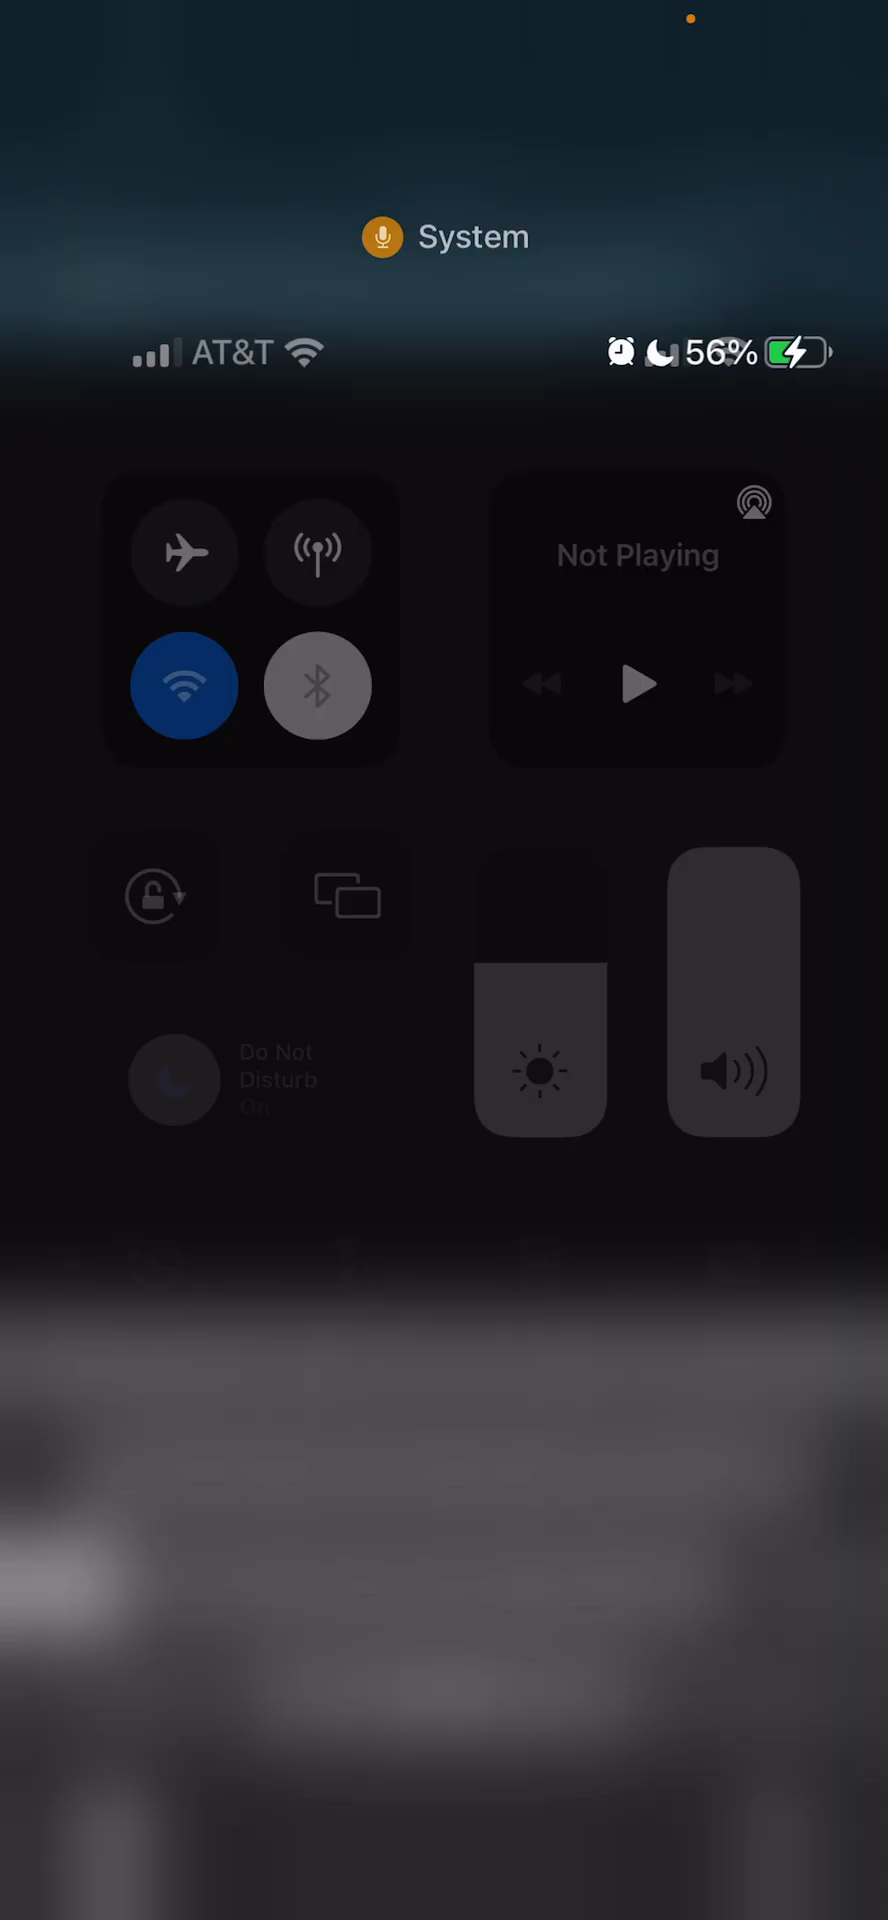 System
AT&T 56%
Not Playing
Do Not
Disturb
On